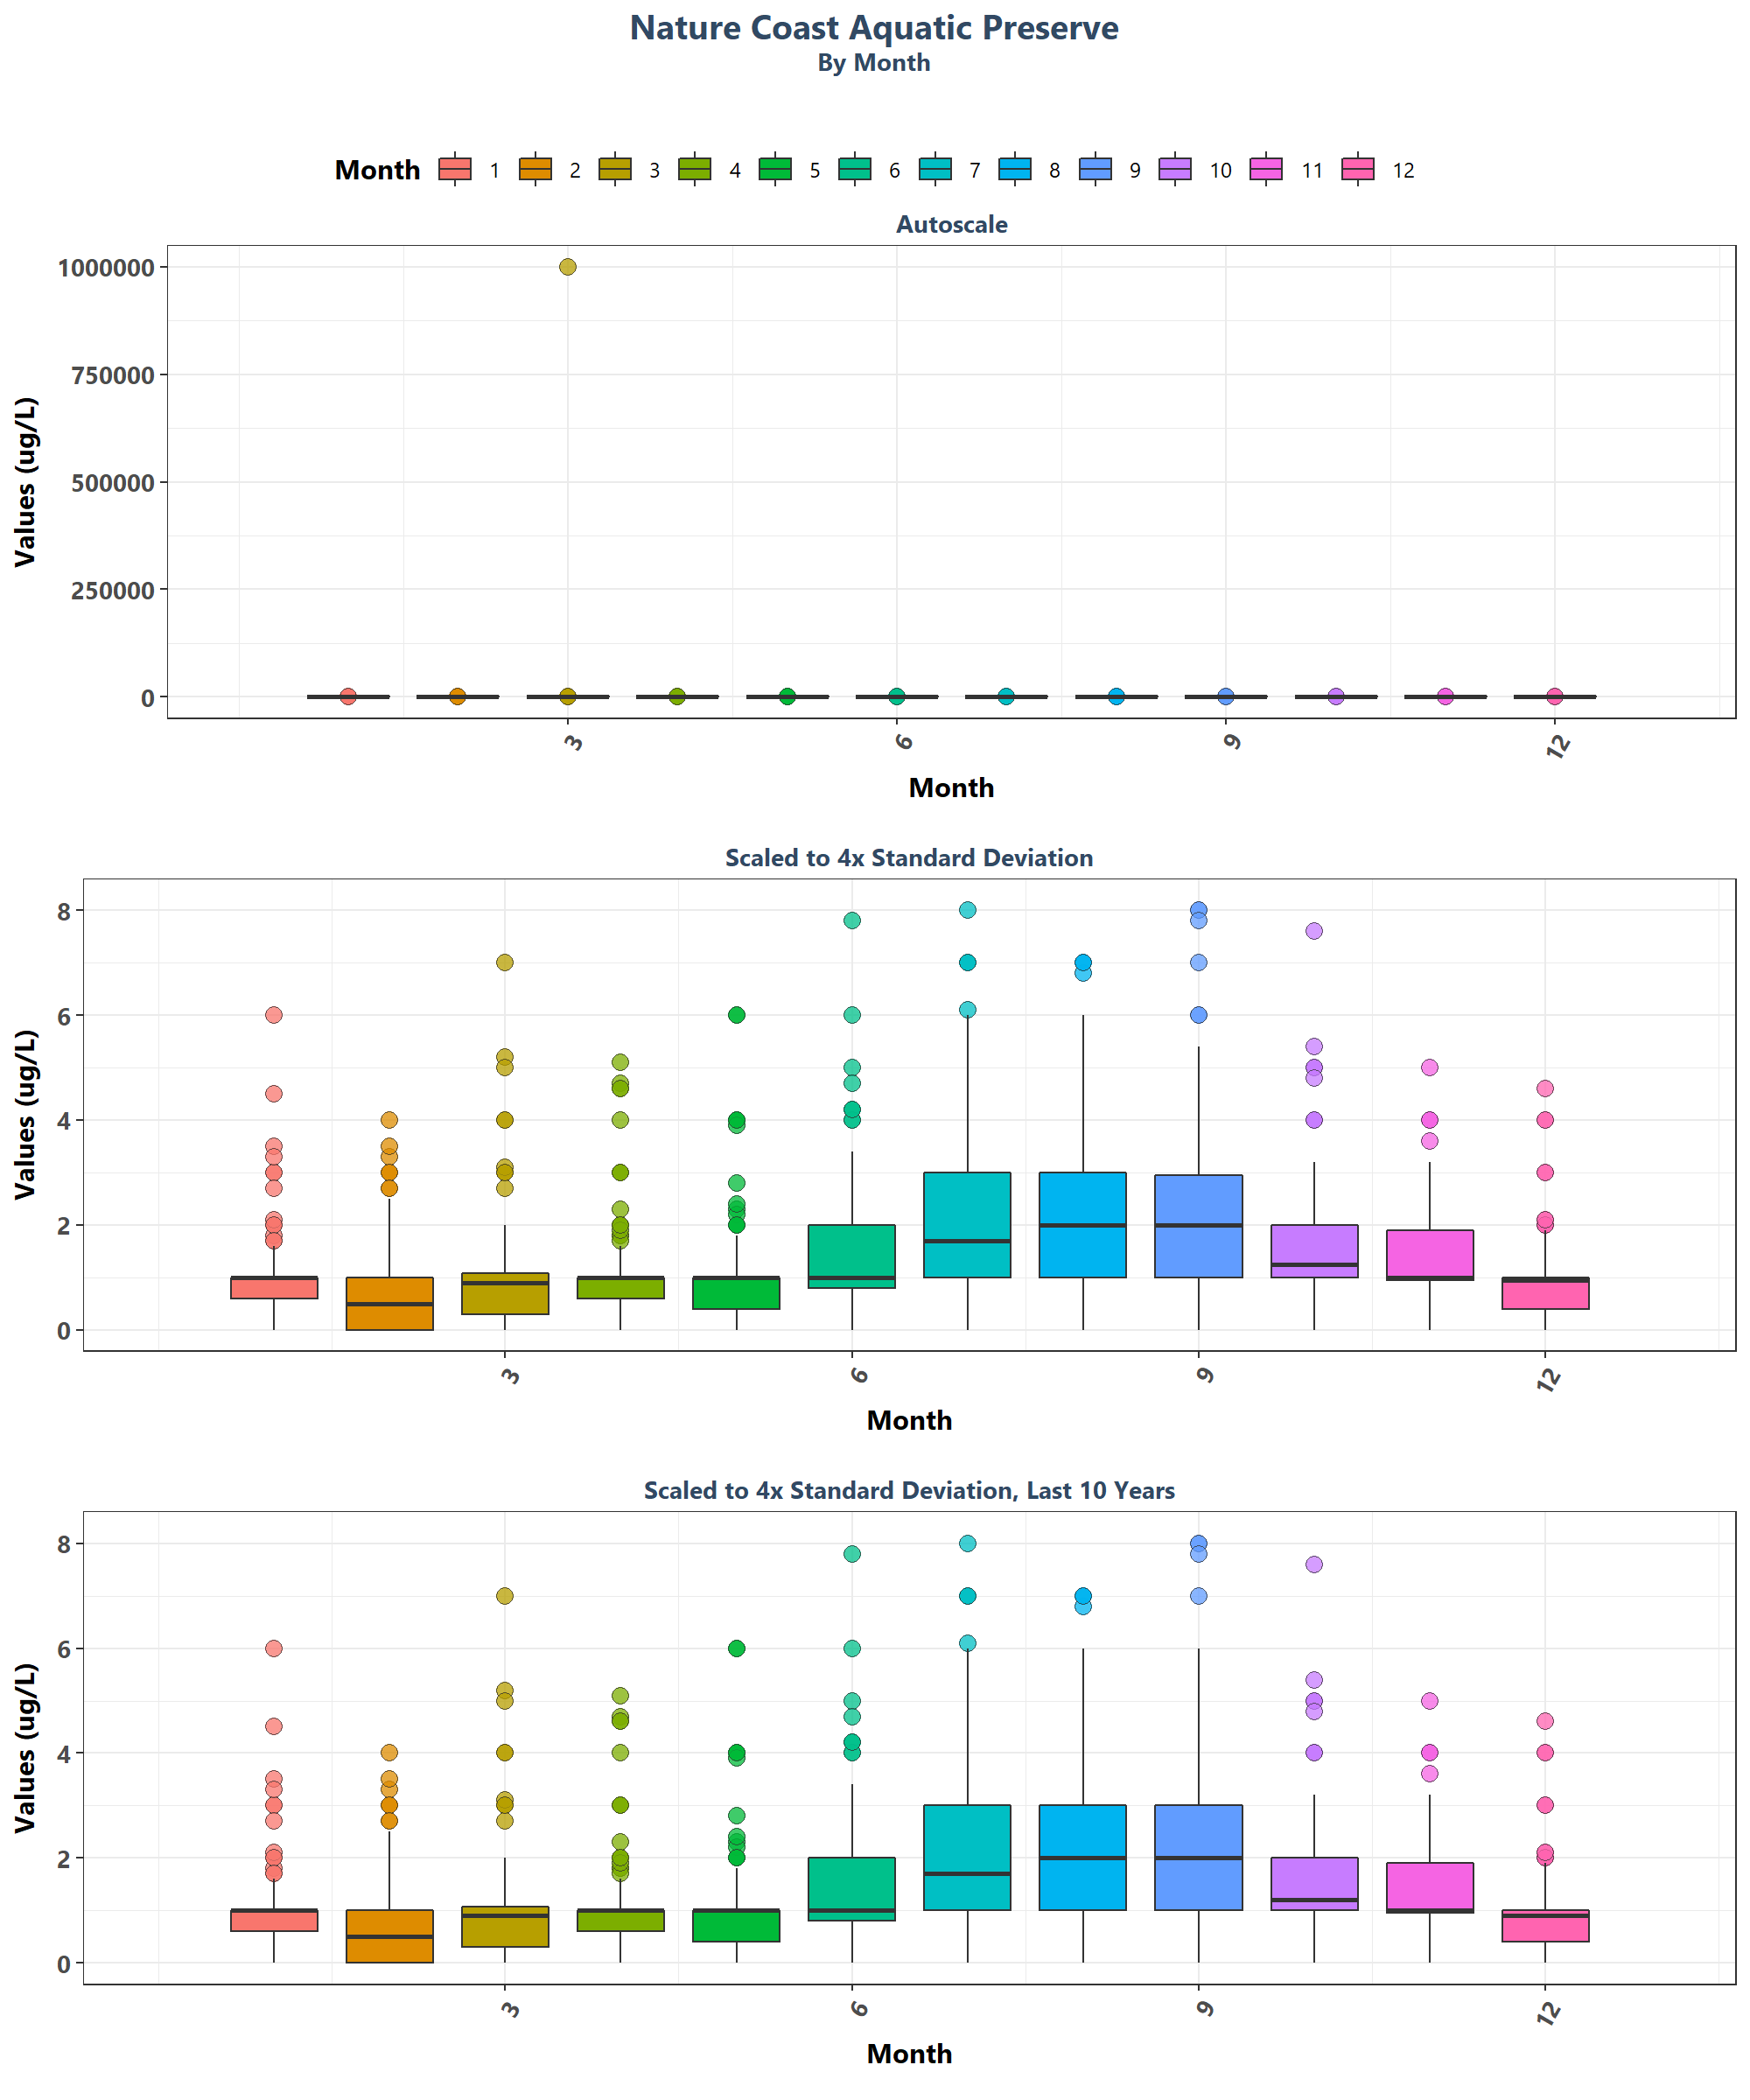 Nature Coast Aquatic Preserve
By Month
Month 1 2 3 4 5 6 7 8 9 10 11 12
Autoscale
Values (ug/L)
1000000
750000
500000
250000
0
3 6 9 12
Month
Scaled to 4x Standard Deviation
Values (ug/L)
8
6
4
2
0
3 6 9 12
Month
Scaled to 4x Standard Deviation, Last 10 Years
Values (ug/L)
8
6
4
2
0
3 6 9 12
Month